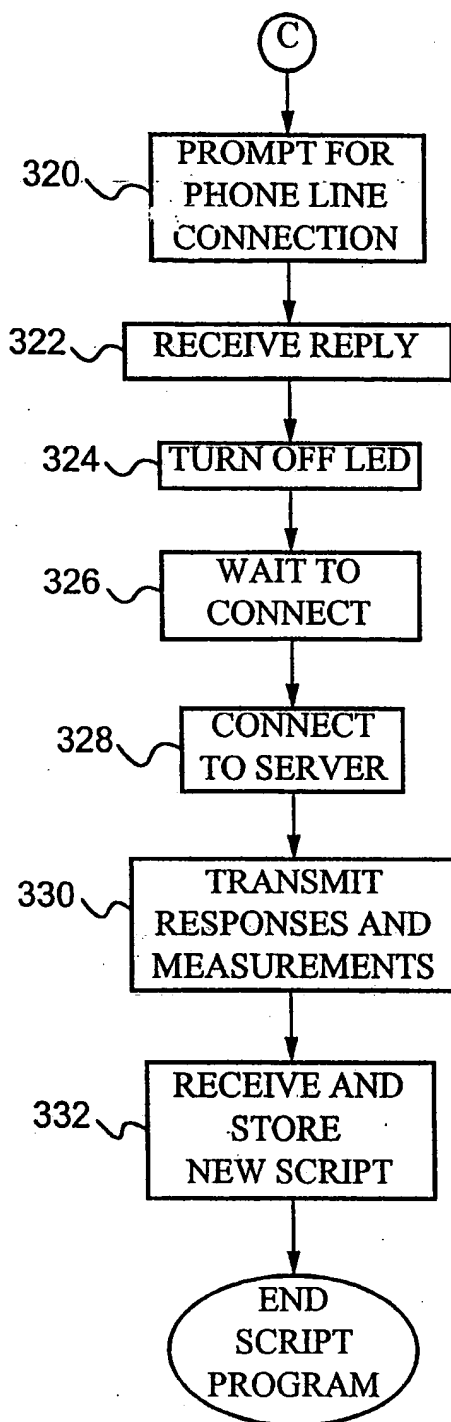 C
320
PROMPT FOR
PHONE LINE
CONNECTION
322
RECEIVE REPLY
324
TURN OFF LED
326
WAIT TO
CONNECT
328
CONNECT
TO SERVER
330
TRANSMIT
RESPONSES AND
MEASUREMENTS
332
RECEIVE AND
STORE
NEW SCRIPT
END
SCRIPT
PROGRAM